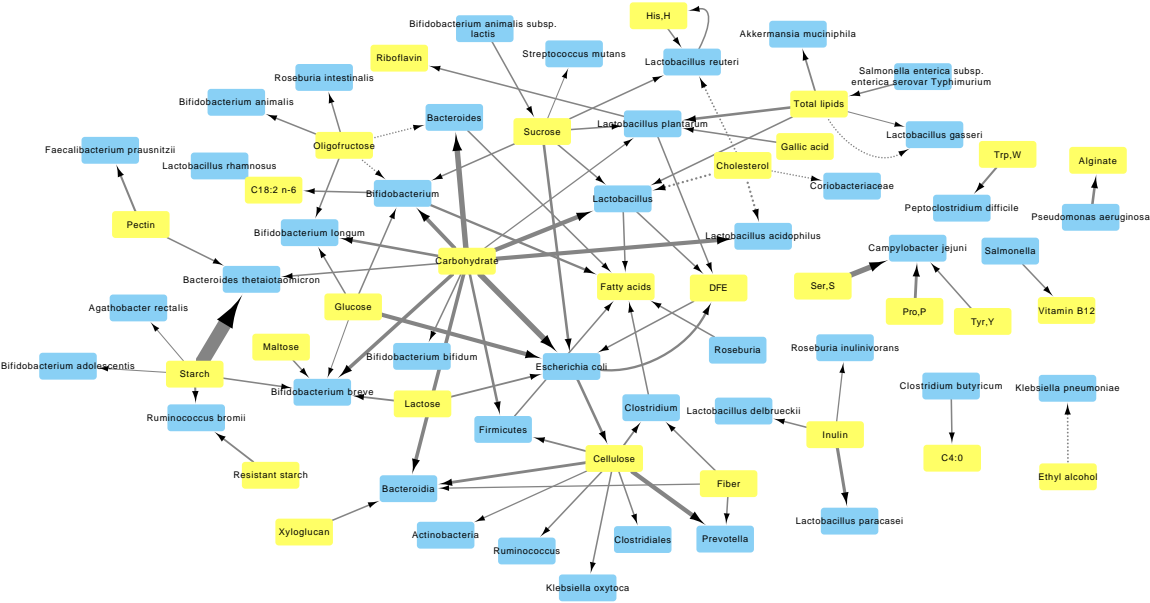 His,H
Bifidobacterium animalis subsp.
lactis
Akkermansia muciniphila
Streptococcus mutans
Riboflavin
Lactobacillus reuteri
Salmonella enterica subsp.
enterica serovar Typhimurium
Roseburia intestinalis
Bifidobacterium animalis
Total lipids
Bacteroides
Sucrose
Lactobacillus plantarum
Lactobacillus gasseri
Faecalibacterium prausnitzii
Oligofructose
Gallic acid
Trp,W
Alginate
Lactobacillus rhamnosus
Cholesterol
C18:2 n-6
Bifidobacterium
Lactobacillus
Coriobacteriaceae
Peptoclostridium difficile
Pseudomonas aeruginosa
Pectin
Bifidobacterium longum
Lactobacillus acidophilus
Campylobacter jejuni
Salmonella
Carbohydrate
Bacteroides thetaiotaomicron
Fatty acids
DFE
Ser,S
Agathobacter rectalis
Glucose
Pro,P
Tyr,Y
Vitamin B12
Maltose
Bifidobacterium bifidum
Roseburia
Roseburia inulinivorans
Bifidobacterium adolescentis
Starch
Escherichia coli
Bifidobacterium breve
Clostridium butyricum
Klebsiella pneumoniae
Lactose
Clostridium
Lactobacillus delbrueckii
Ruminococcus bromii
Firmicutes
Inulin
Cellulose
C4:0
Resistant starch
Bacteroidia
Fiber
Ethyl alcohol
Xyloglucan
Actinobacteria
Ruminococcus
Clostridiales
Prevotella
Lactobacillus paracasei
Klebsiella oxytoca